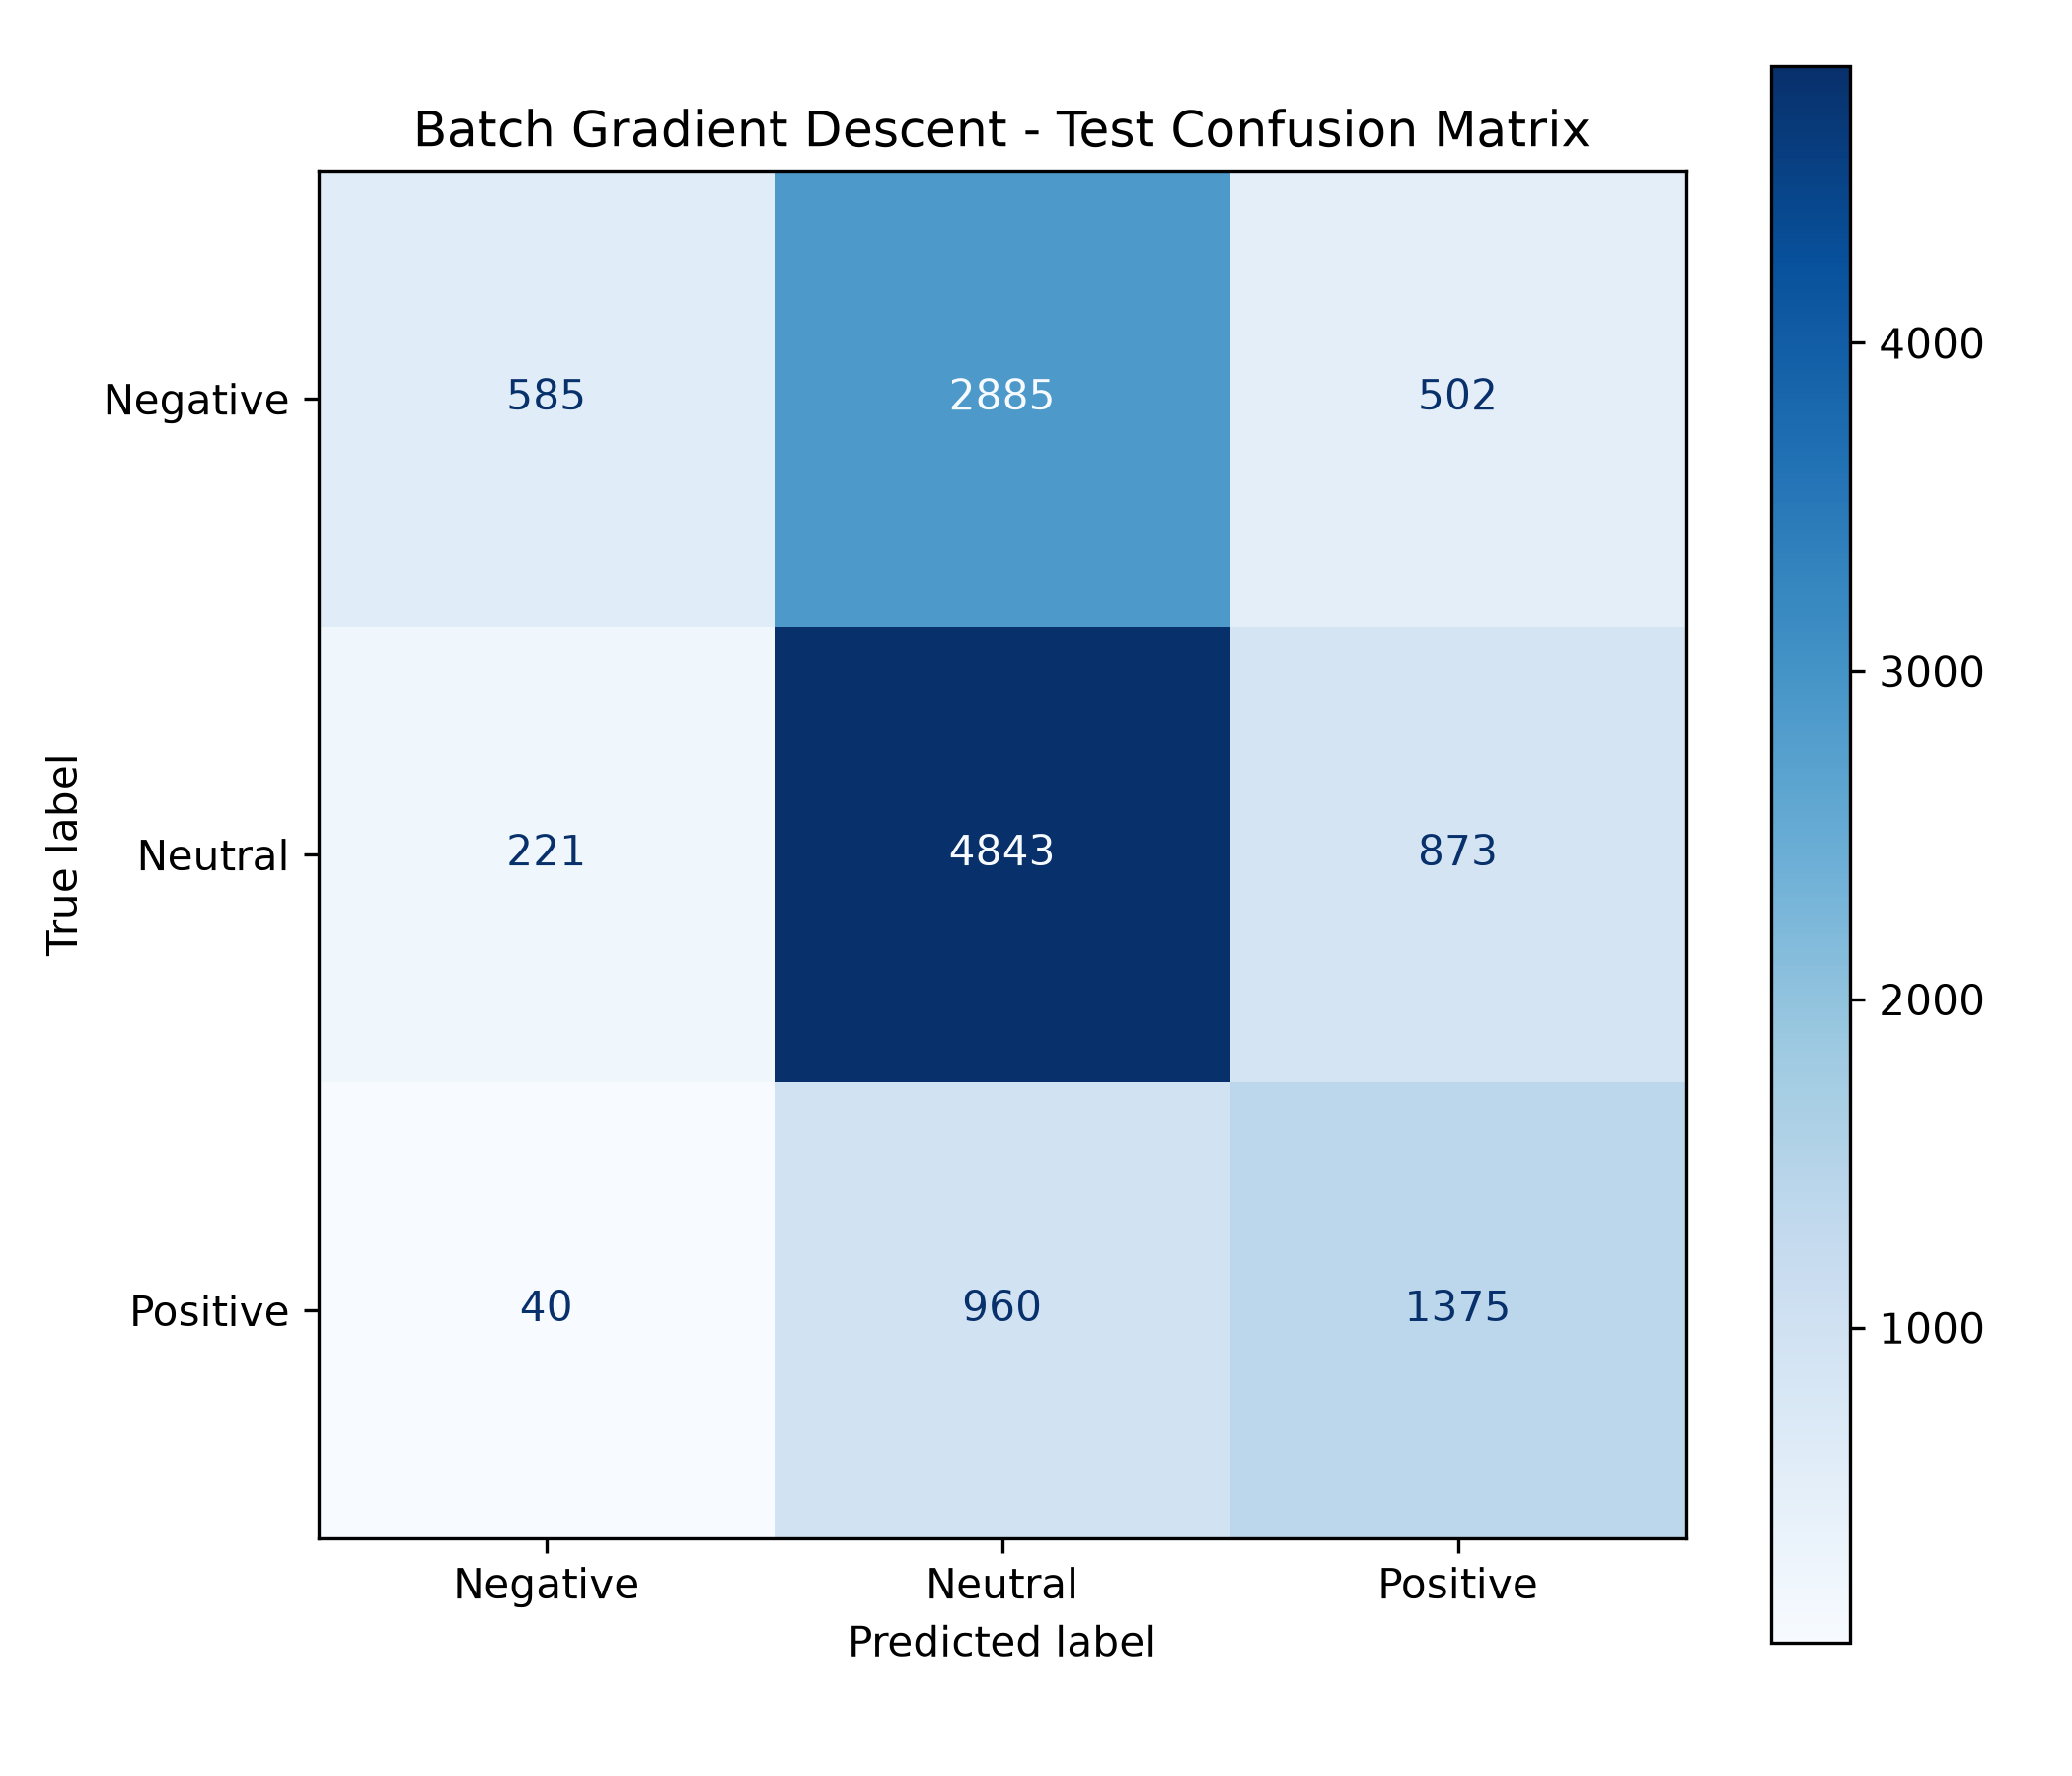 Batch Gradient Descent - Test Confusion Matrix
Negative
585
2885
502
Neutral
221
4843
873
Positive
40
960
1375
True label
Negative
Neutral
Positive
Predicted label
4000
3000
2000
1000